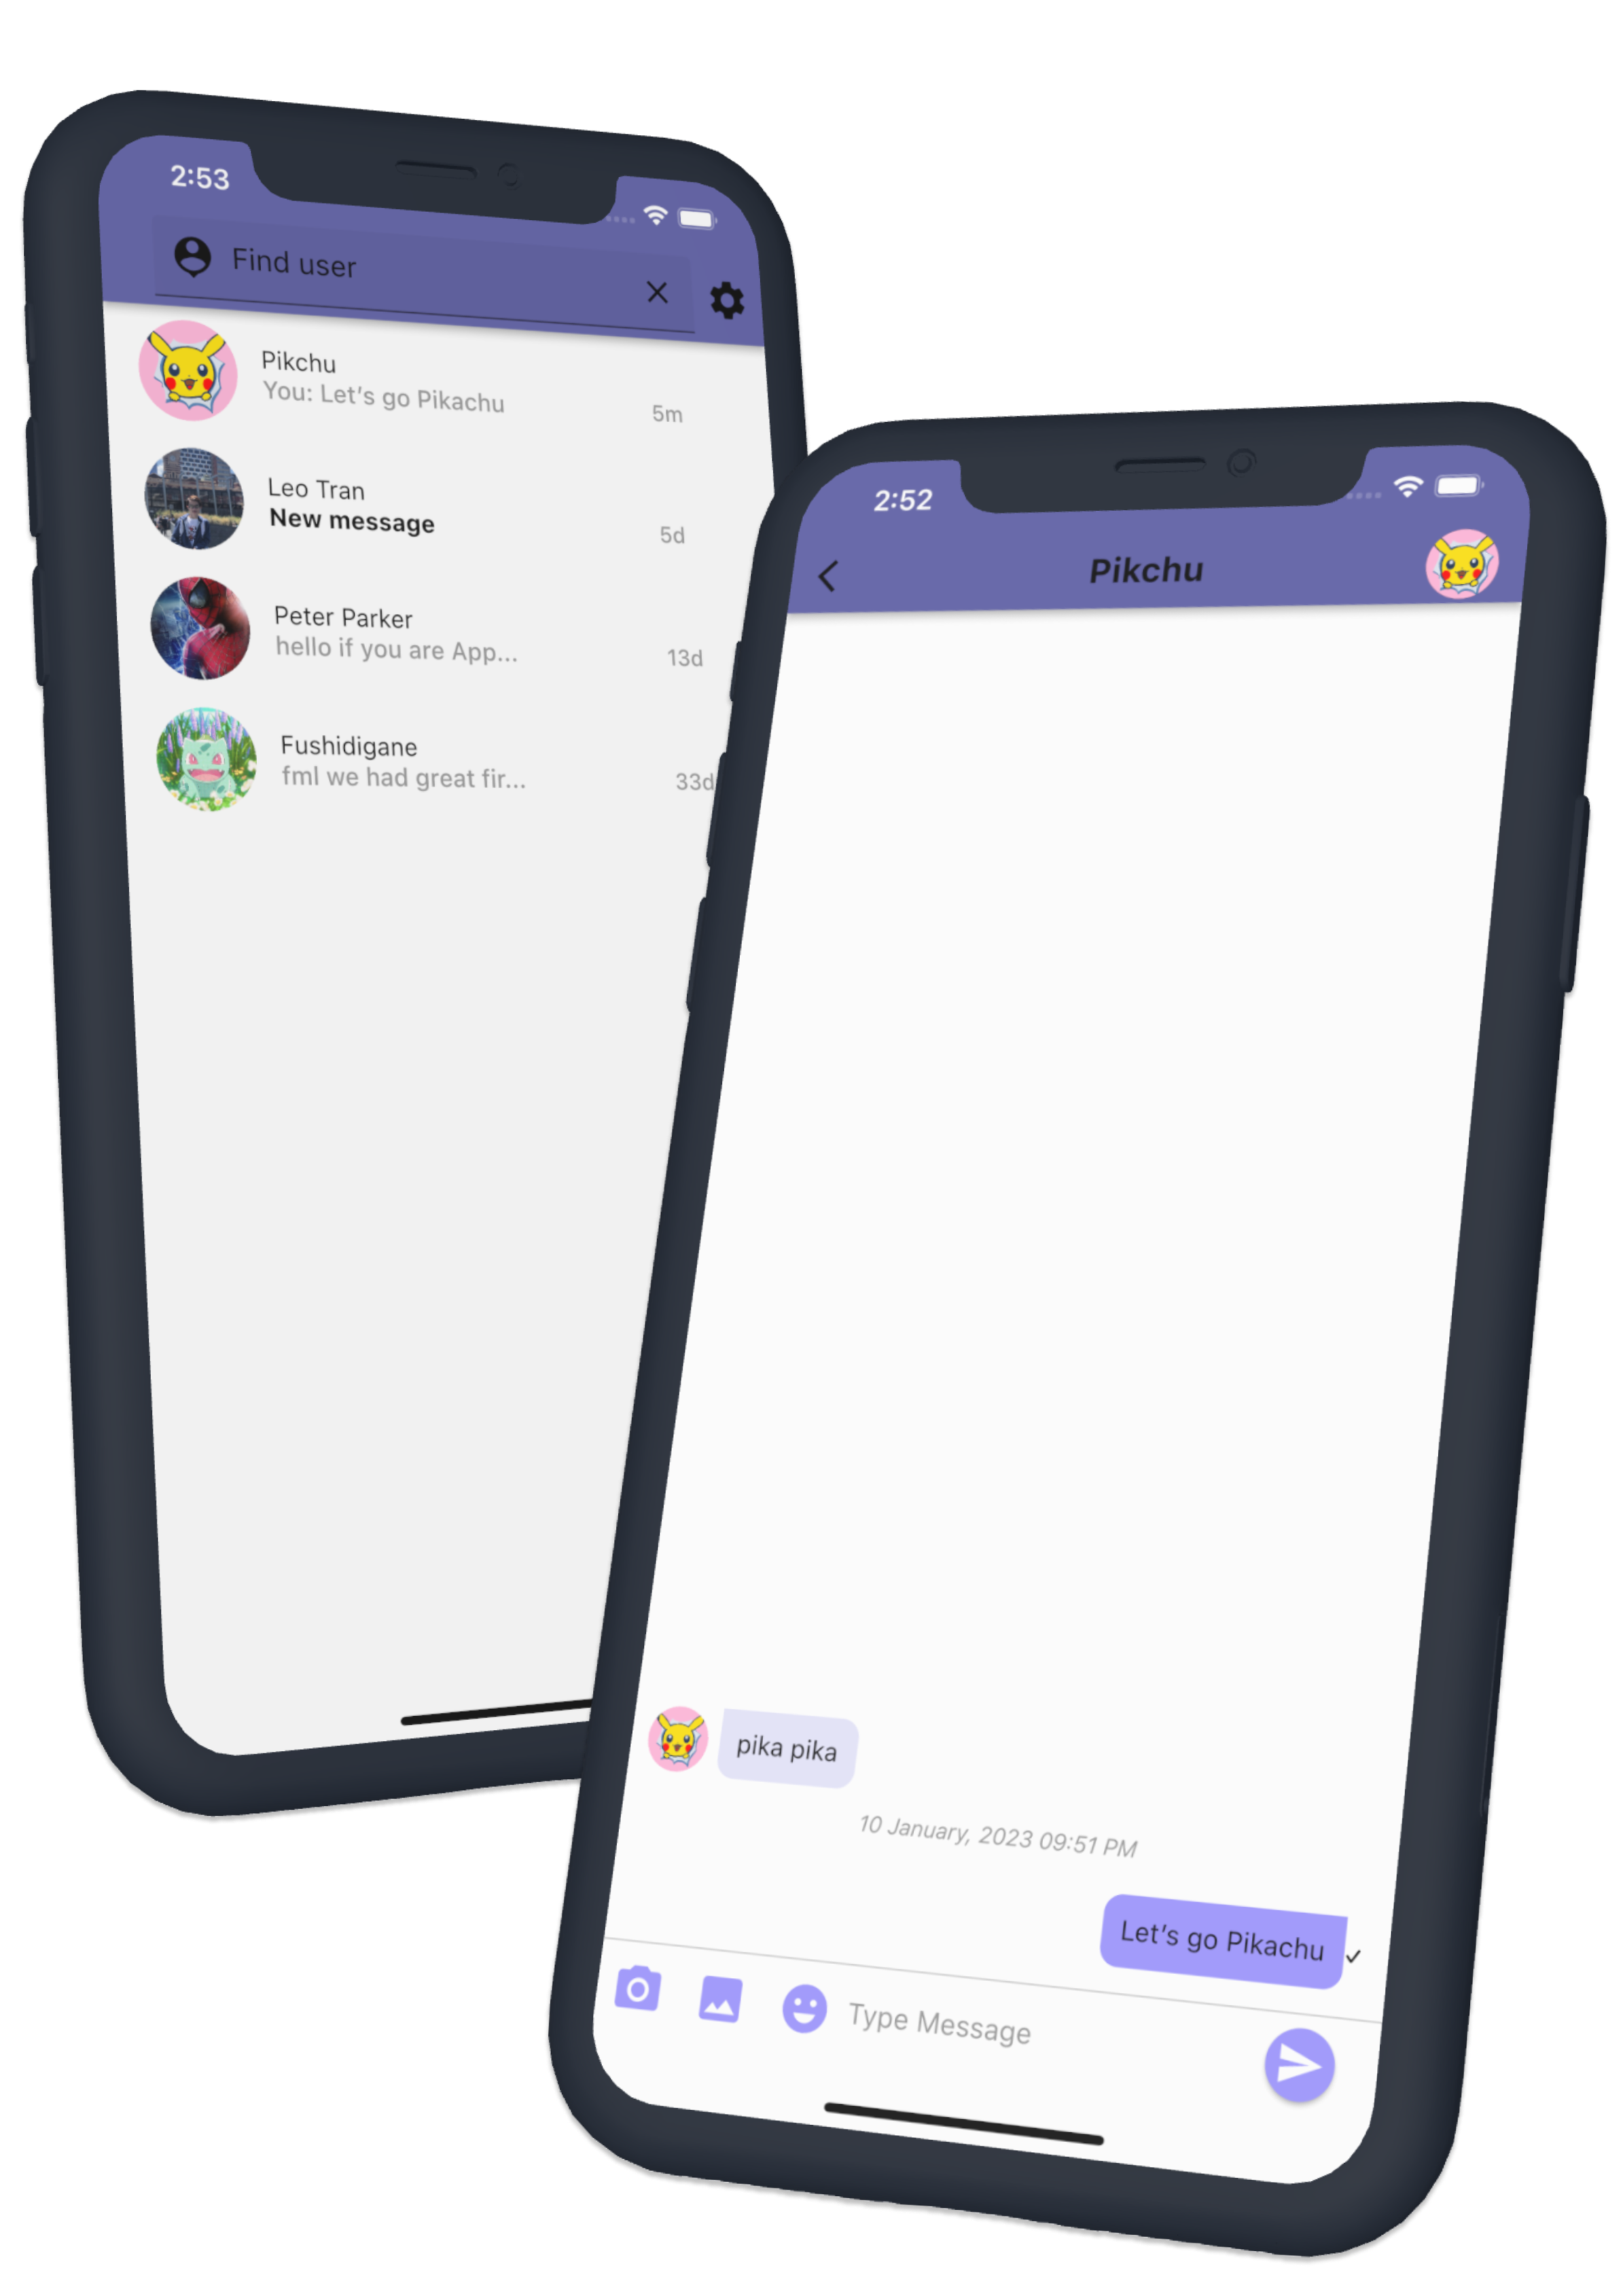 2:53
Find user
Pikchu
You: Let's go Pikachu
5m
Leo Tran
New message
5d
Peter Parker
hello if you are App...
13d
Fushidigane
fml we had great fir...
33d
2:52
Pikchu
pika pika
10 January, 2023 09:51 PM
Let's go Pikachu
Type Message